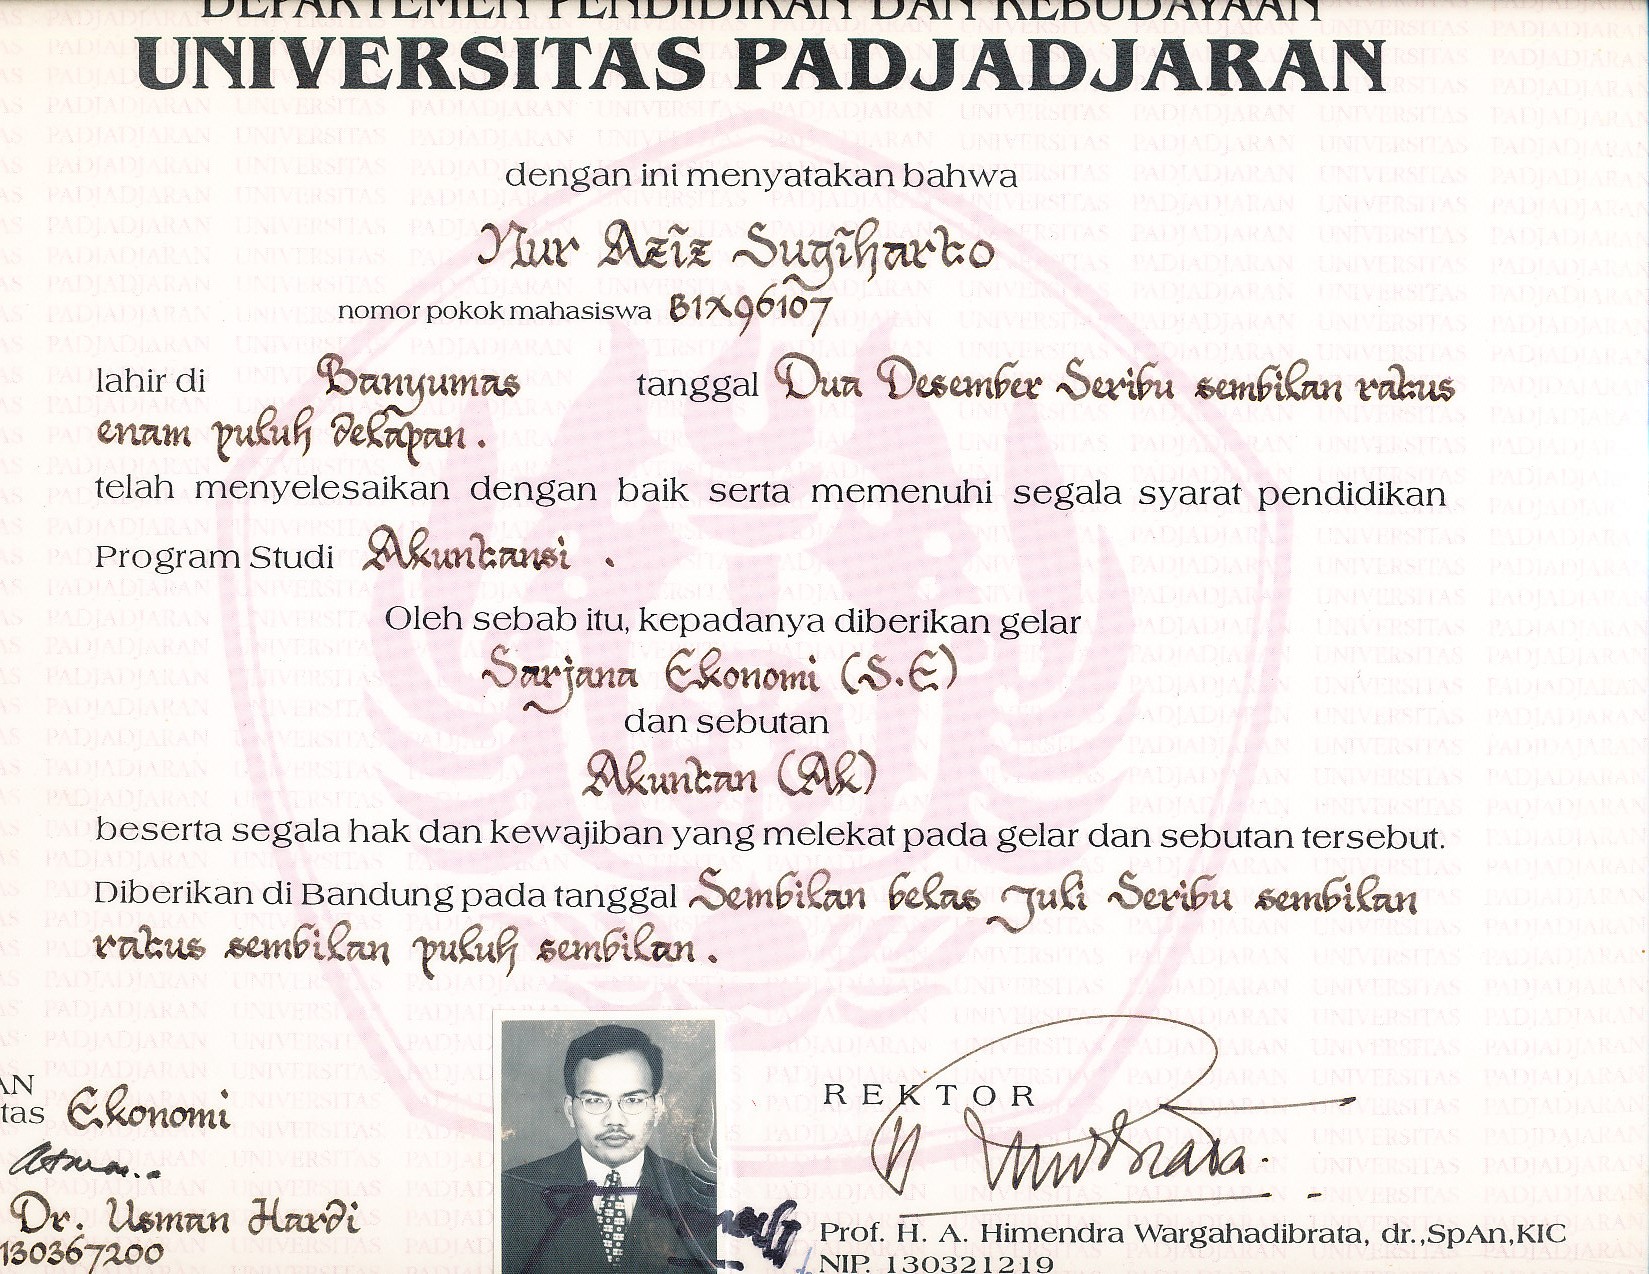 DEPARTEMEN PENDIDIKAN DAN KEBUDAYAAN
UNIVERSITAS PADJADJARAN
dengan ini menyatakan bahwa
Nur Aziz Sugiharto
nomor pokok mahasiswa B1X96107
lahir di Banyumas tanggal Dua Desember Seribu sembilan ratus
enam puluh delapan.
telah menyelesaikan dengan baik serta memenuhi segala syarat pendidikan
Program Studi Akuntansi .
Oleh sebab itu, kepadanya diberikan gelar
Sarjana Ekonomi (S.E)
dan sebutan
Akuntan (Ak)
beserta segala hak dan kewajiban yang melekat pada gelar dan sebutan tersebut.
Diberikan di Bandung pada tanggal Sembilan belas Juli Seribu sembilan
ratus sembilan puluh sembilan.
AN
tas Ekonomi
Dr. Usman Hardi
130367200
REKTOR
Prof. H. A. Himendra Wargahadibrata, dr.,SpAn,KIC
NIP. 130321219